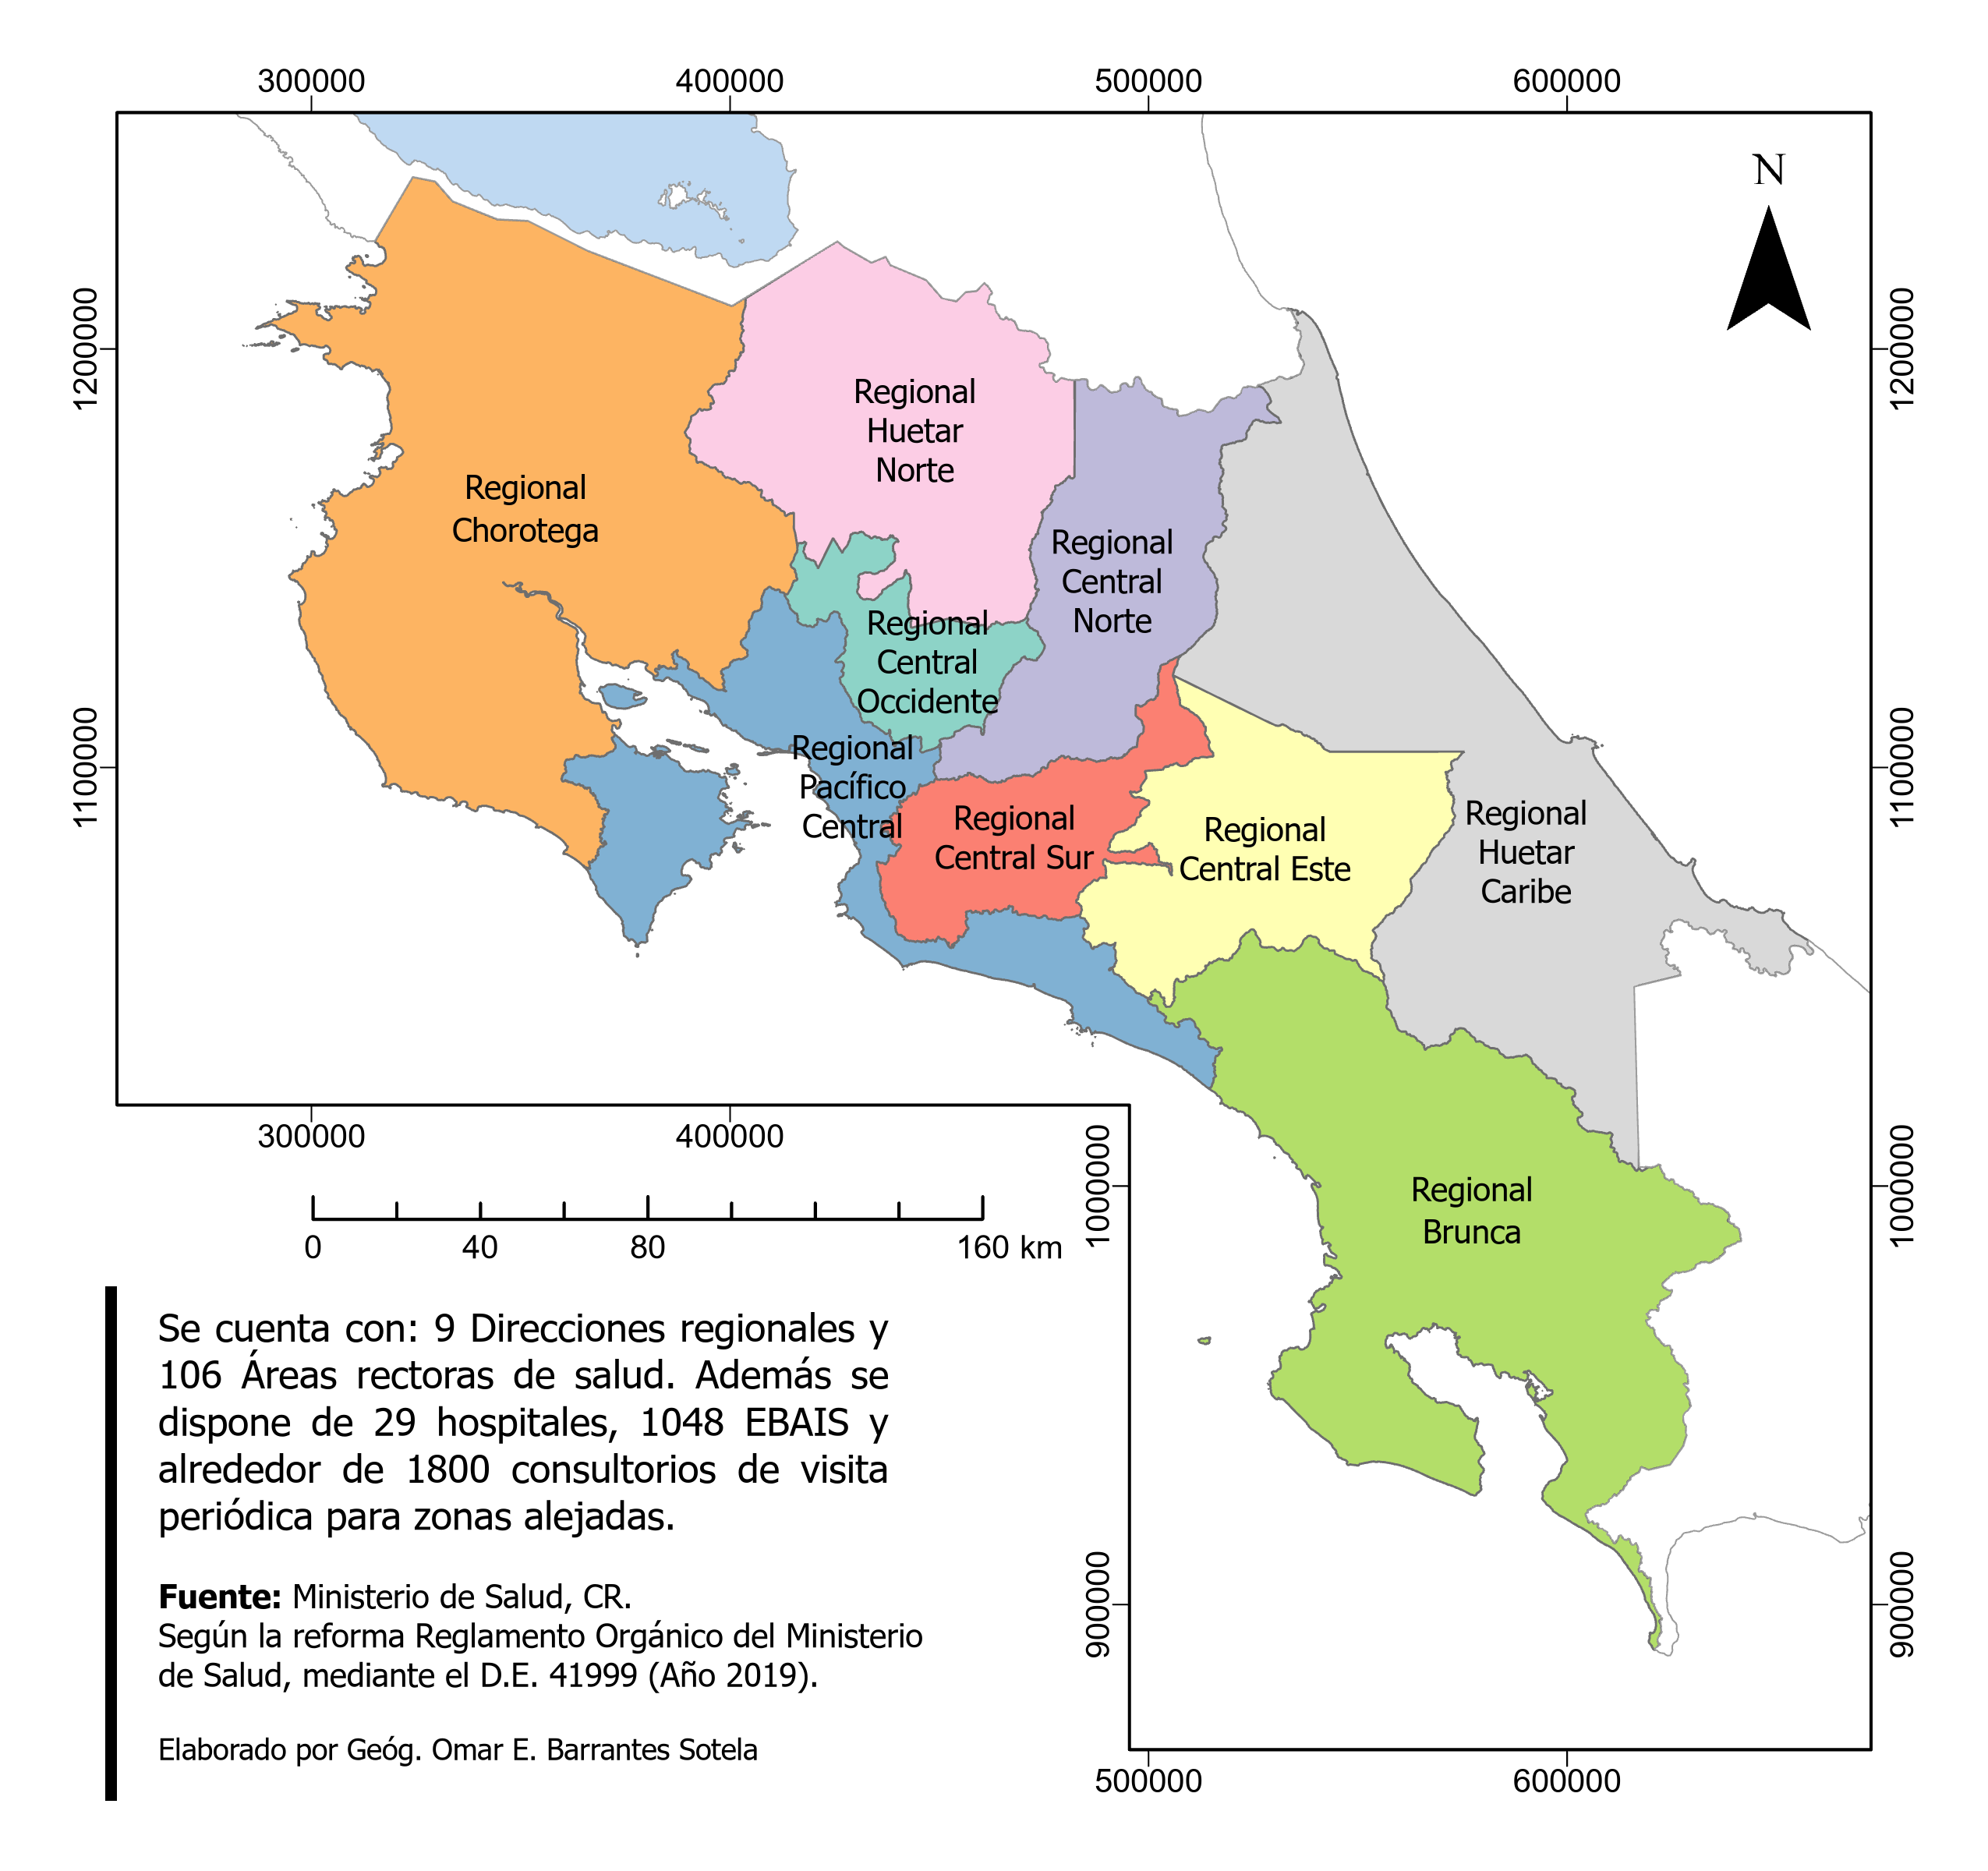 300000 400000 500000 600000
N
1200000 1200000
Regional
Huetar
Norte
Regional
Chorotega
Regional
Central
Norte
Regional
Central
Occidente
1100000 1100000
Regional
Pacífico
Central
Regional
Central Sur
Regional
Central Este
Regional
Huetar
Caribe
300000 400000
1000000 1000000
Regional
Brunca
0 40 80 160 km
Se cuenta con: 9 Direcciones regionales y
106 Áreas rectoras de salud. Además se
dispone de 29 hospitales, 1048 EBAIS y
alrededor de 1800 consultorios de visita
periódica para zonas alejadas.
Fuente: Ministerio de Salud, CR.
Según la reforma Reglamento Orgánico del Ministerio
de Salud, mediante el D.E. 41999 (Año 2019).
Elaborado por Geóg. Omar E. Barrantes Sotela
900000 900000
500000 600000